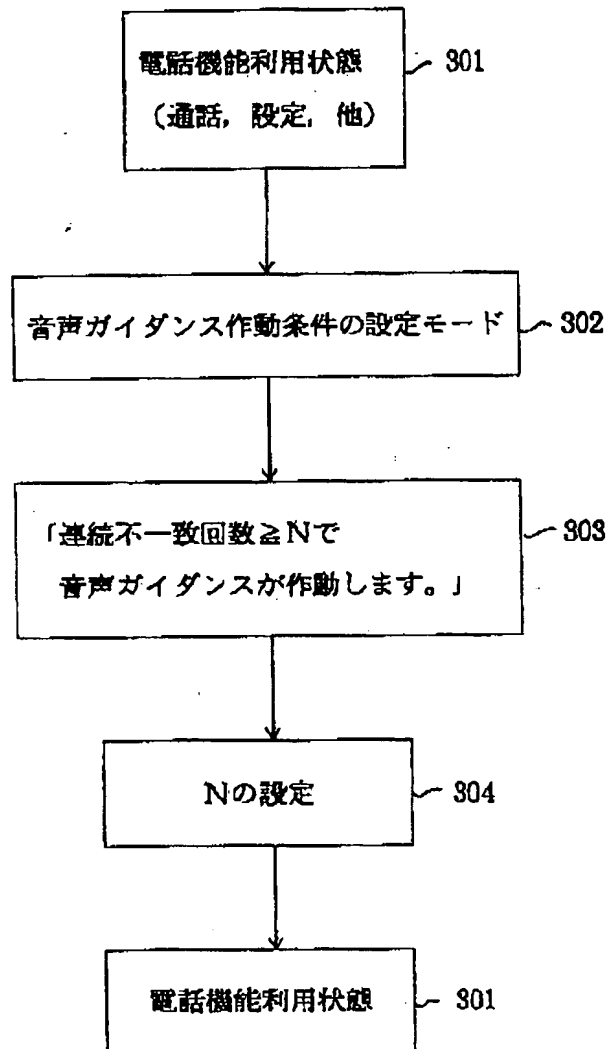 電話機能利用状態
(通話, 設定, 他)
301
音声ガイダンス作動条件の設定モード
302
「連続不一致回数≧Nで
音声ガイダンスが作動します。」
303
Nの設定
304
電話機能利用状態
301